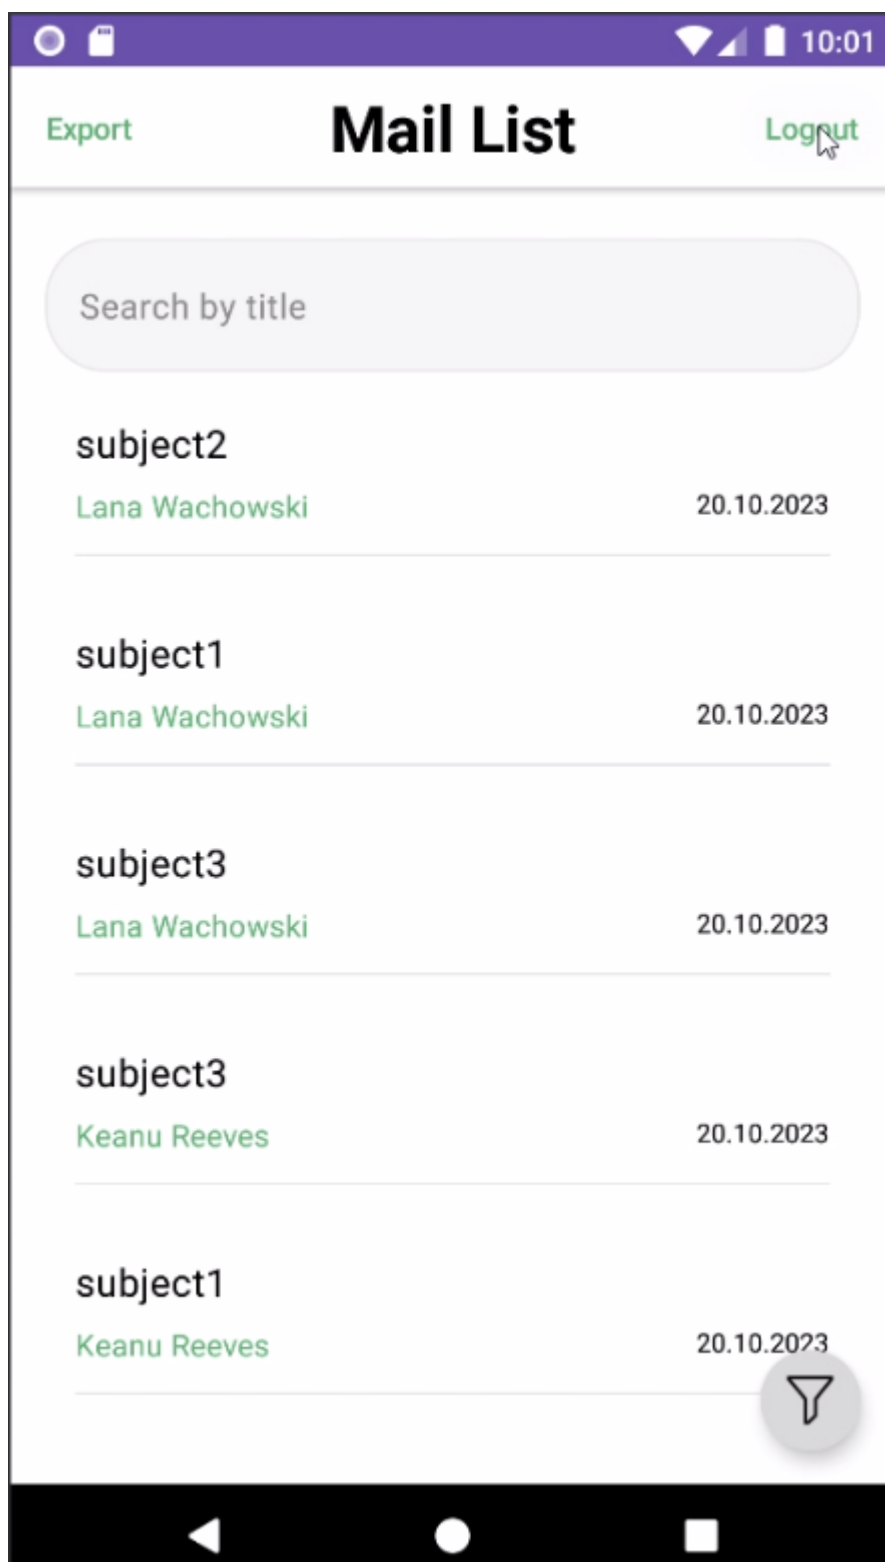 10:01
Export Mail List Logout
Search by title
subject2
Lana Wachowski 20.10.2023
subject1
Lana Wachowski 20.10.2023
subject3
Lana Wachowski 20.10.2023
subject3
Keanu Reeves 20.10.2023
subject1
Keanu Reeves 20.10.2023